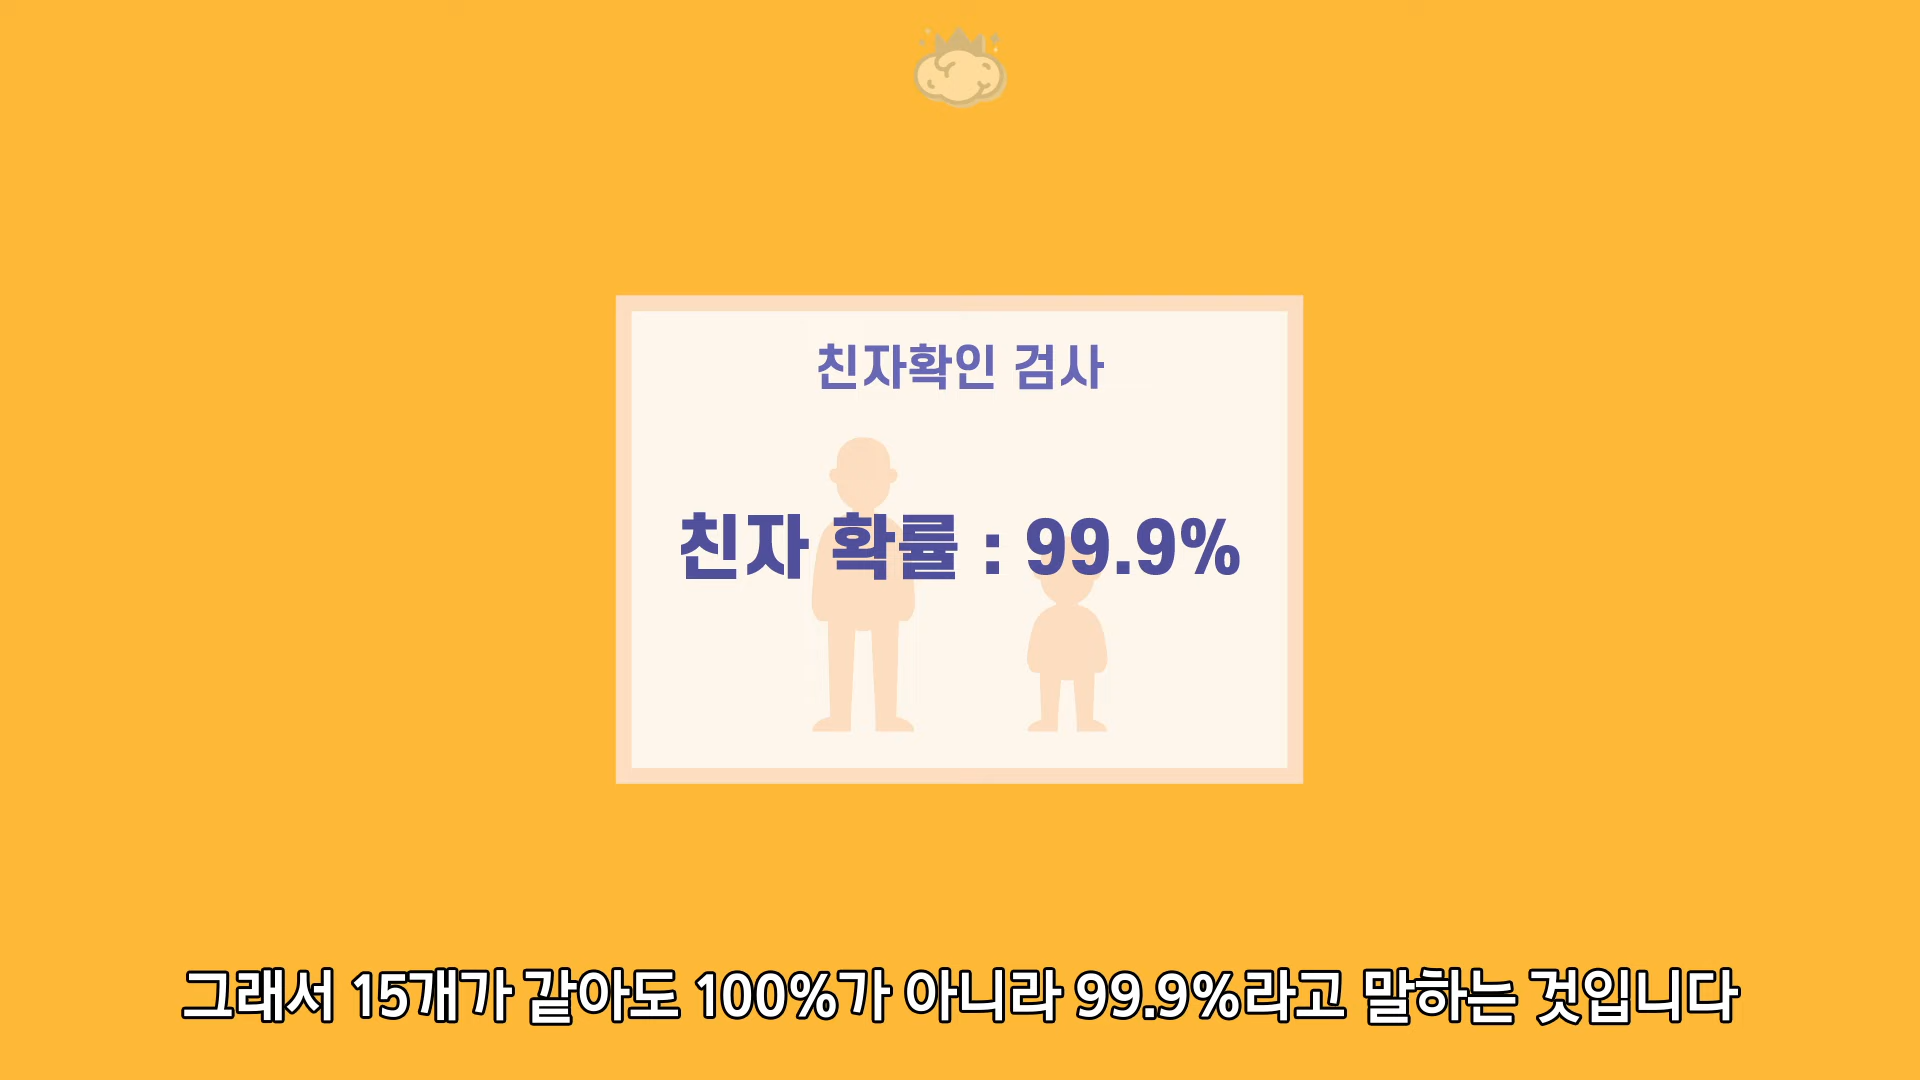 친자확인 검사
친자 확률 : 99.9%
그래서 15개가 같아도 100%가 아니라 99.9%라고 말하는 것입니다